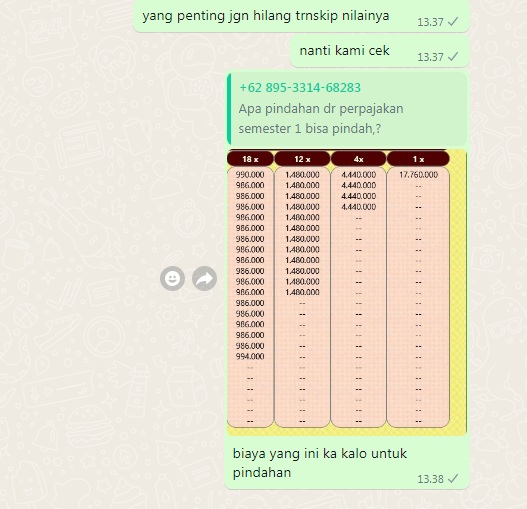 yang penting jgn hilang trnskip nilainya
13.37
nanti kami cek
13.37
+62 895-3314-68283
Apa pindahan dr perpajakan
semester 1 bisa pindah,?
18 x 12 x 4x 1 x
990.000 1.480.000 4.440.000 17.760.000
986.000 1.480.000 4.440.000 --
986.000 1.480.000 4.440.000 --
986.000 1.480.000 4.440.000 --
986.000 1.480.000 -- --
986.000 1.480.000 -- --
986.000 1.480.000 -- --
986.000 1.480.000 -- --
986.000 1.480.000 -- --
986.000 1.480.000 -- --
986.000 1.480.000 -- --
986.000 1.480.000 -- --
986.000 -- -- --
986.000 -- -- --
986.000 -- -- --
986.000 -- -- --
986.000 -- -- --
994.000 -- -- --
-- -- -- --
-- -- -- --
-- -- -- --
-- -- -- --
-- -- -- --
-- -- -- --
biaya yang ini ka kalo untuk
pindahan
13.38